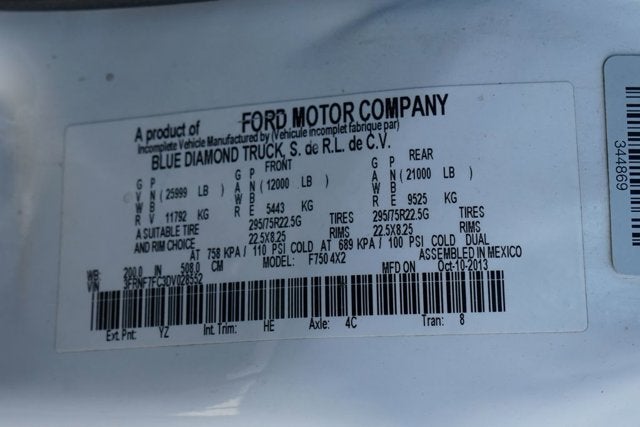 A product of FORD MOTOR COMPANY
Incomplete Vehicle Manufactured by (Vehicule incomplet fabrique par)
BLUE DIAMOND TRUCK, S. de R.L. de C.V.
FRONT REAR
G P G P G P
V N (25999 LB) A N (12000 LB) A N (21000 LB)
W B W B W B
R V 11792 KG R E 5443 KG R E 9525 KG
A SUITABLE TIRE 295/75R22.5G TIRES 295/75R22.5G TIRES
AND RIM CHOICE 22.5X8.25 RIMS 22.5X8.25
AT 758 KPA/ 110 PSI COLD AT 689 KPA/ 100 PSI COLD DUAL
WB: 200.0 IN 508.0 CM MODEL: F750 4X2 ASSEMBLED IN MEXICO
VIN 3FRNF7FC3DV028552 MFD ON Oct-10-2013
Ext. Pnt: YZ Int. Trim: HE Axle: 4C Tran: 8
344869